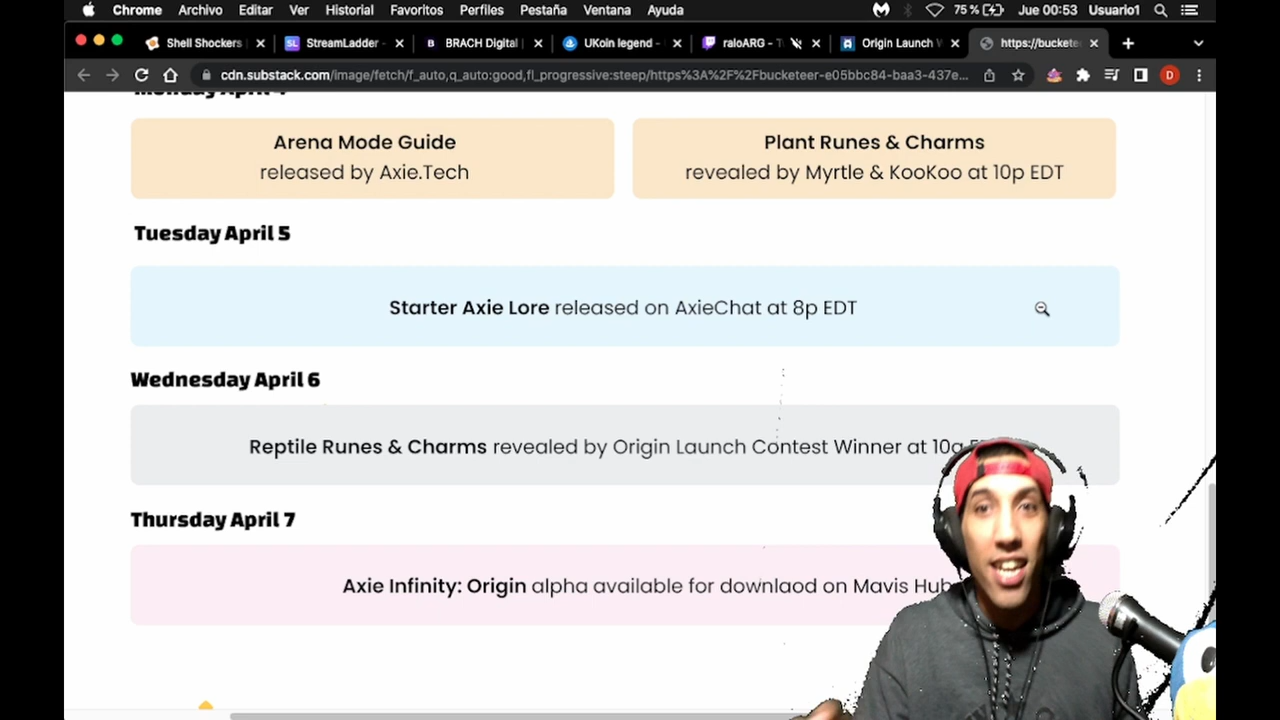 Chrome Archivo Editar Ver Historial Favoritos Perfiles Pestaña Ventana Ayuda 75 % Jue 00:53 Usuario1
Shell Shockers StreamLadder - BRACH Digital UKoin legend - raloARG - T Origin Launch https://buckete
cdn.substack.com/image/fetch/f_auto,q_auto:good,fl_progressive:steep/https%3A%2F%2Fbucketeer-e05bbc84-baa3-437e... D
Monday April
Arena Mode Guide
released by Axie.Tech
Plant Runes & Charms
revealed by Myrtle & KooKoo at 10p EDT
Tuesday April 5
Starter Axie Lore released on AxieChat at 8p EDT
Wednesday April 6
Reptile Runes & Charms revealed by Origin Launch Contest Winner at 10a
Thursday April 7
Axie Infinity: Origin alpha available for downlaod on Mavis Hub